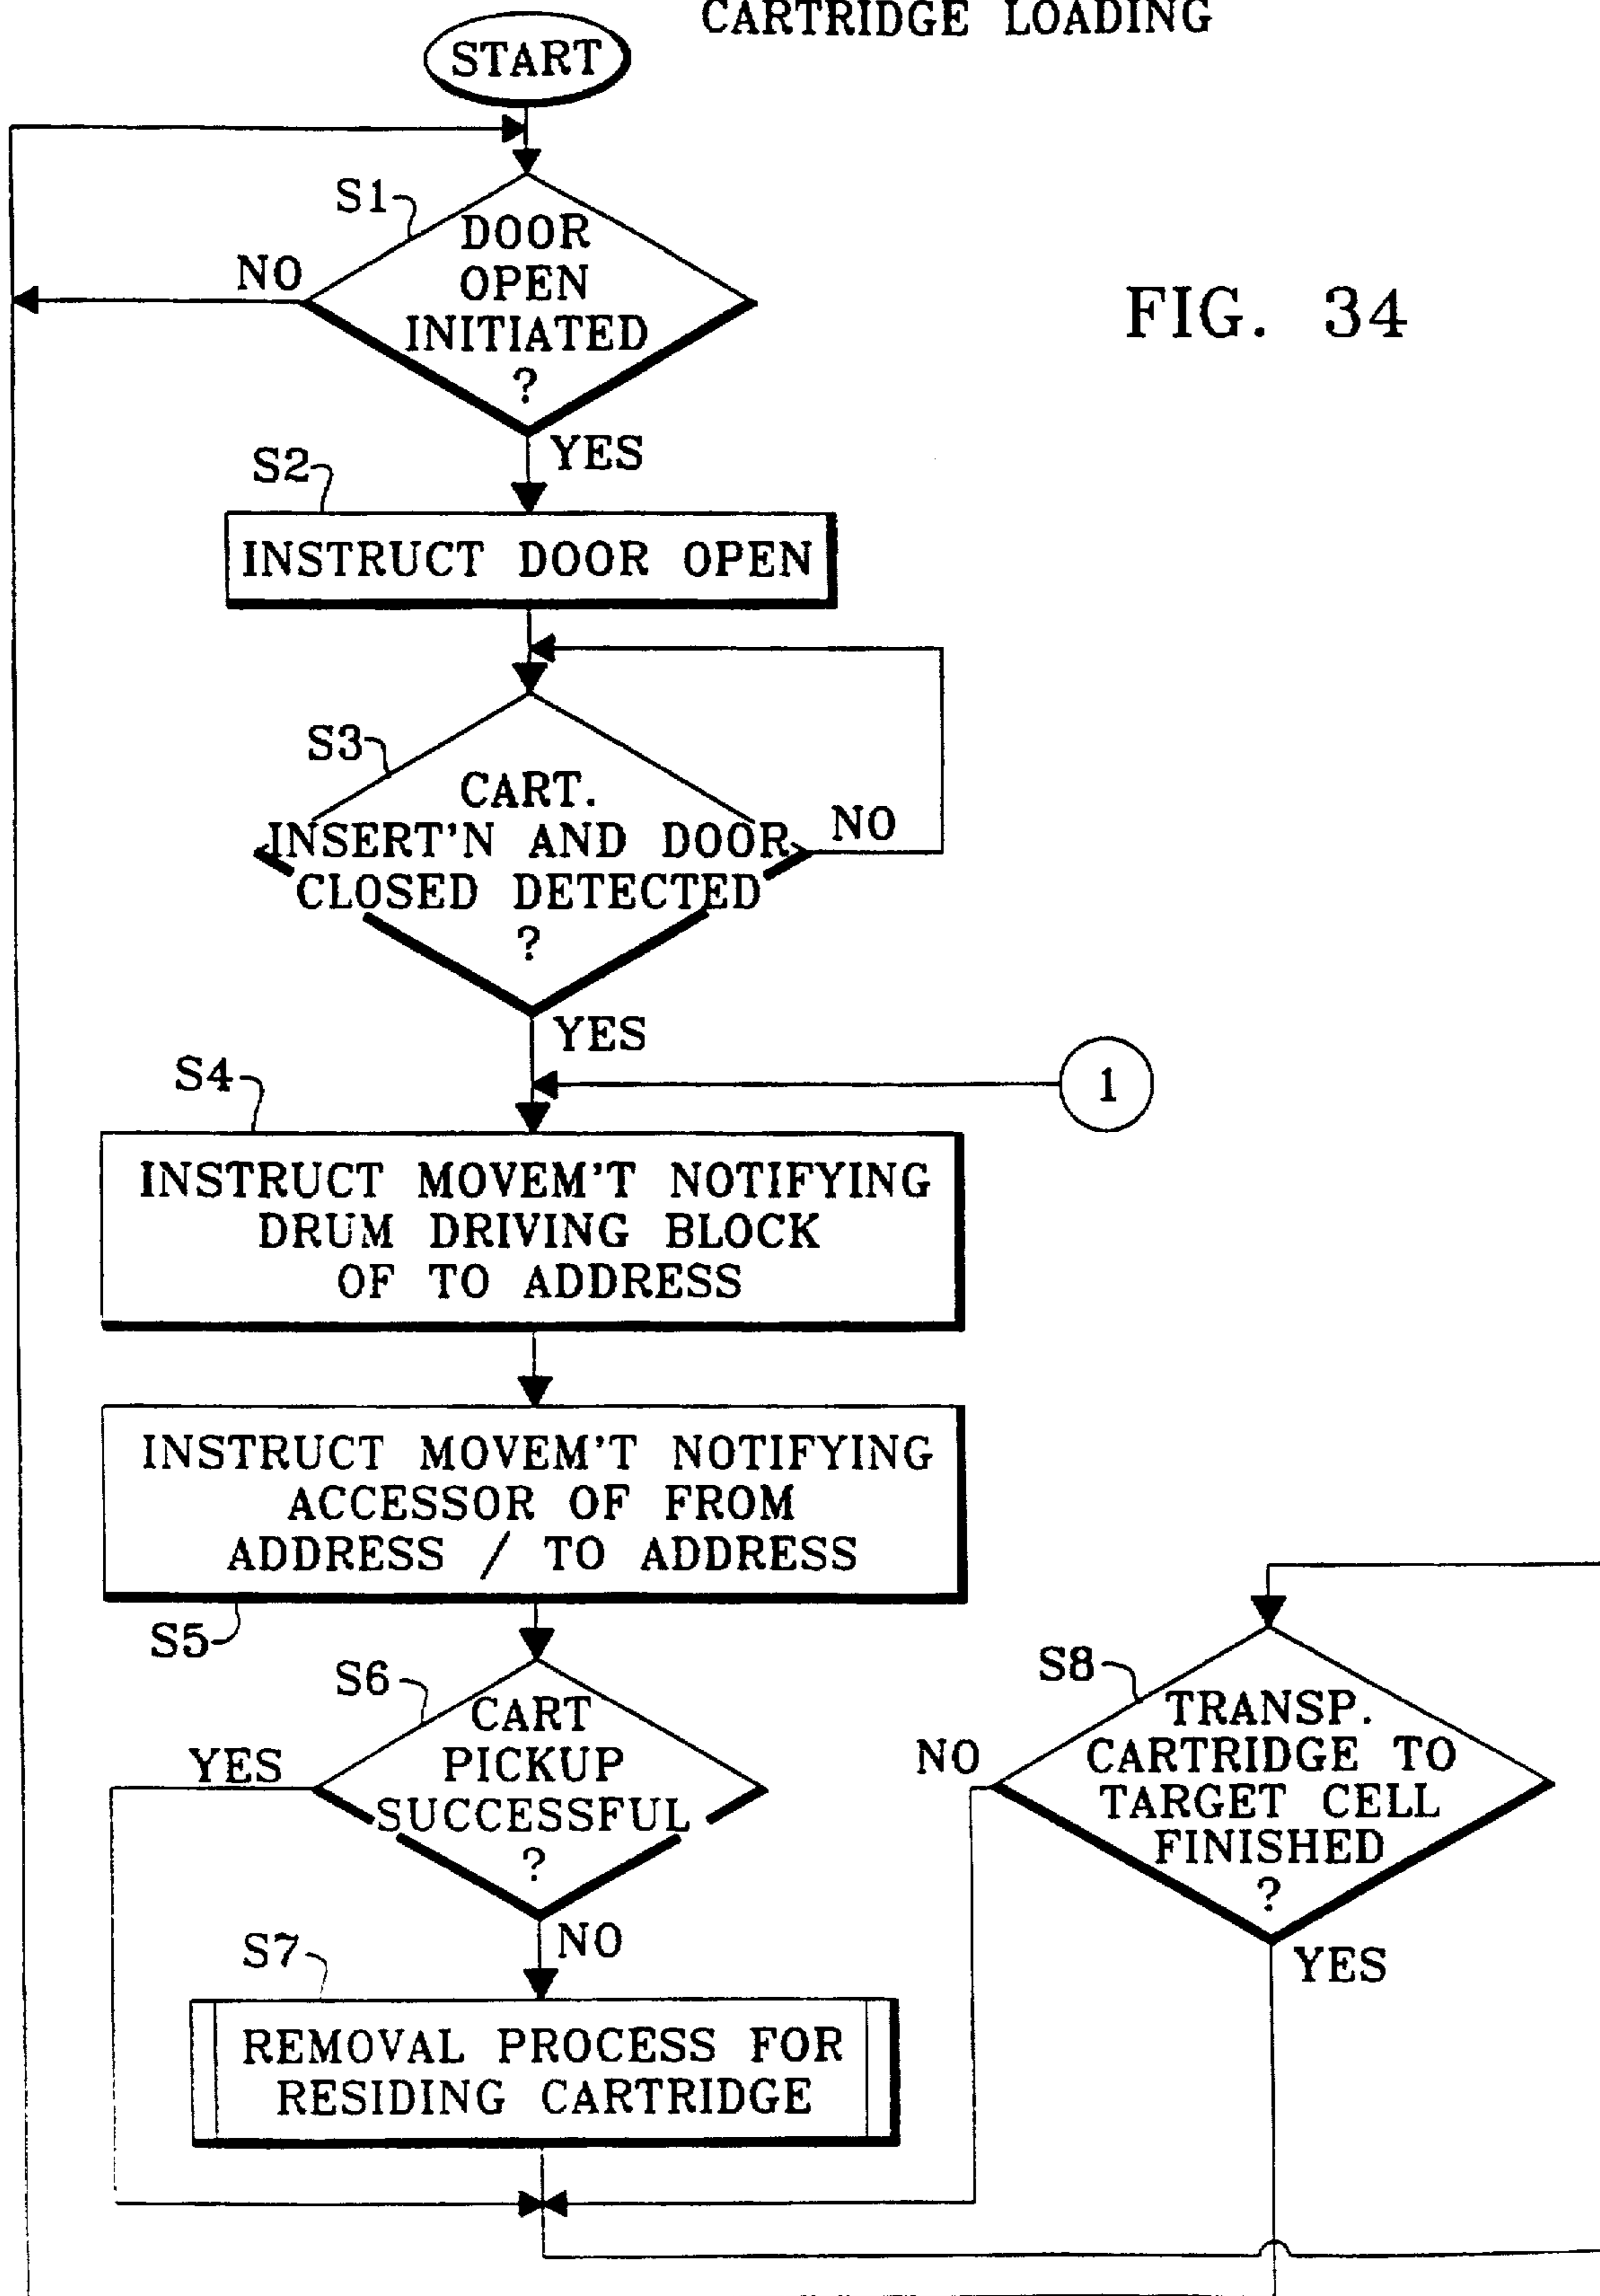 CARTRIDGE LOADING
START
S1
DOOR
OPEN
INITIATED
?
NO
FIG. 34
YES
S2
INSTRUCT DOOR OPEN
S3
CART.
INSERT'N AND DOOR
CLOSED DETECTED
?
NO
YES
1
S4
INSTRUCT MOVEM'T NOTIFYING
DRUM DRIVING BLOCK
OF TO ADDRESS
INSTRUCT MOVEM'T NOTIFYING
ACCESSOR OF FROM
ADDRESS / TO ADDRESS
S5
S6
CART
PICKUP
SUCCESSFUL
?
YES
NO
S7
REMOVAL PROCESS FOR
RESIDING CARTRIDGE
S8
TRANSP.
CARTRIDGE TO
TARGET CELL
FINISHED
?
NO
YES